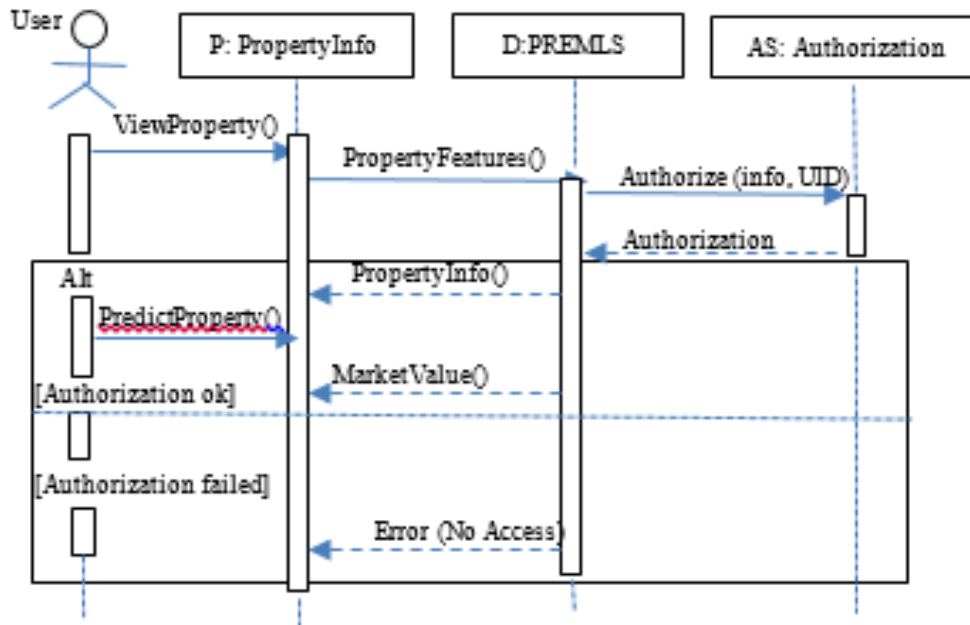 User
P: PropertyInfo
D:PREMLS
AS: Authorization
ViewProperty()
PropertyFeatures()
Authorize (info, UID)
Authorization
Alt
PropertyInfo()
PredictProperty()
MarketValue()
[Authorization ok]
[Authorization failed]
Error (No Access)